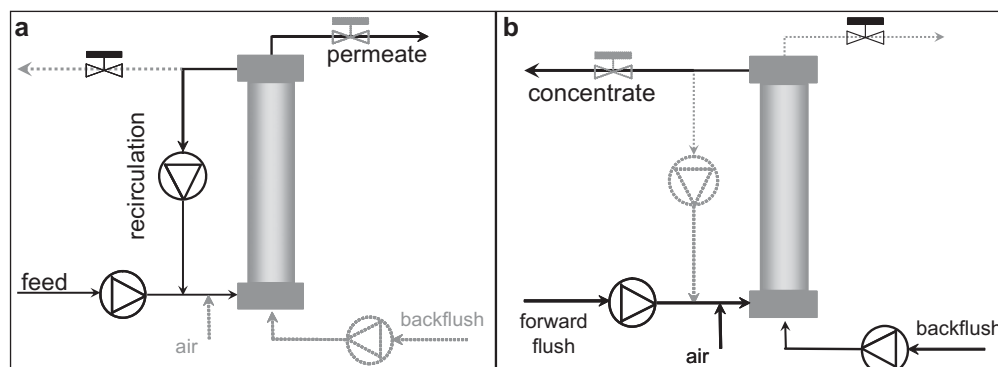 a
permeate
recirculation
feed
air
backflush
b
concentrate
forward
flush
air
backflush